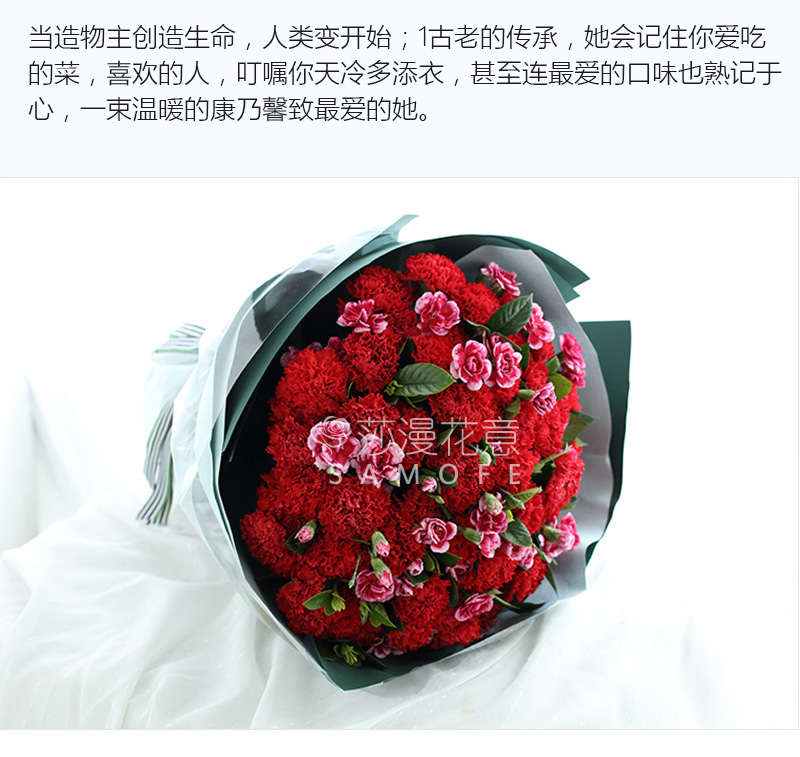 当造物主创造生命，人类变开始；1古老的传承，她会记住你爱吃
的菜，喜欢的人，叮嘱你天冷多添衣，甚至连最爱的口味也熟记于
心，一束温暖的康乃馨致最爱的她。
莎漫花意
SAMOFE